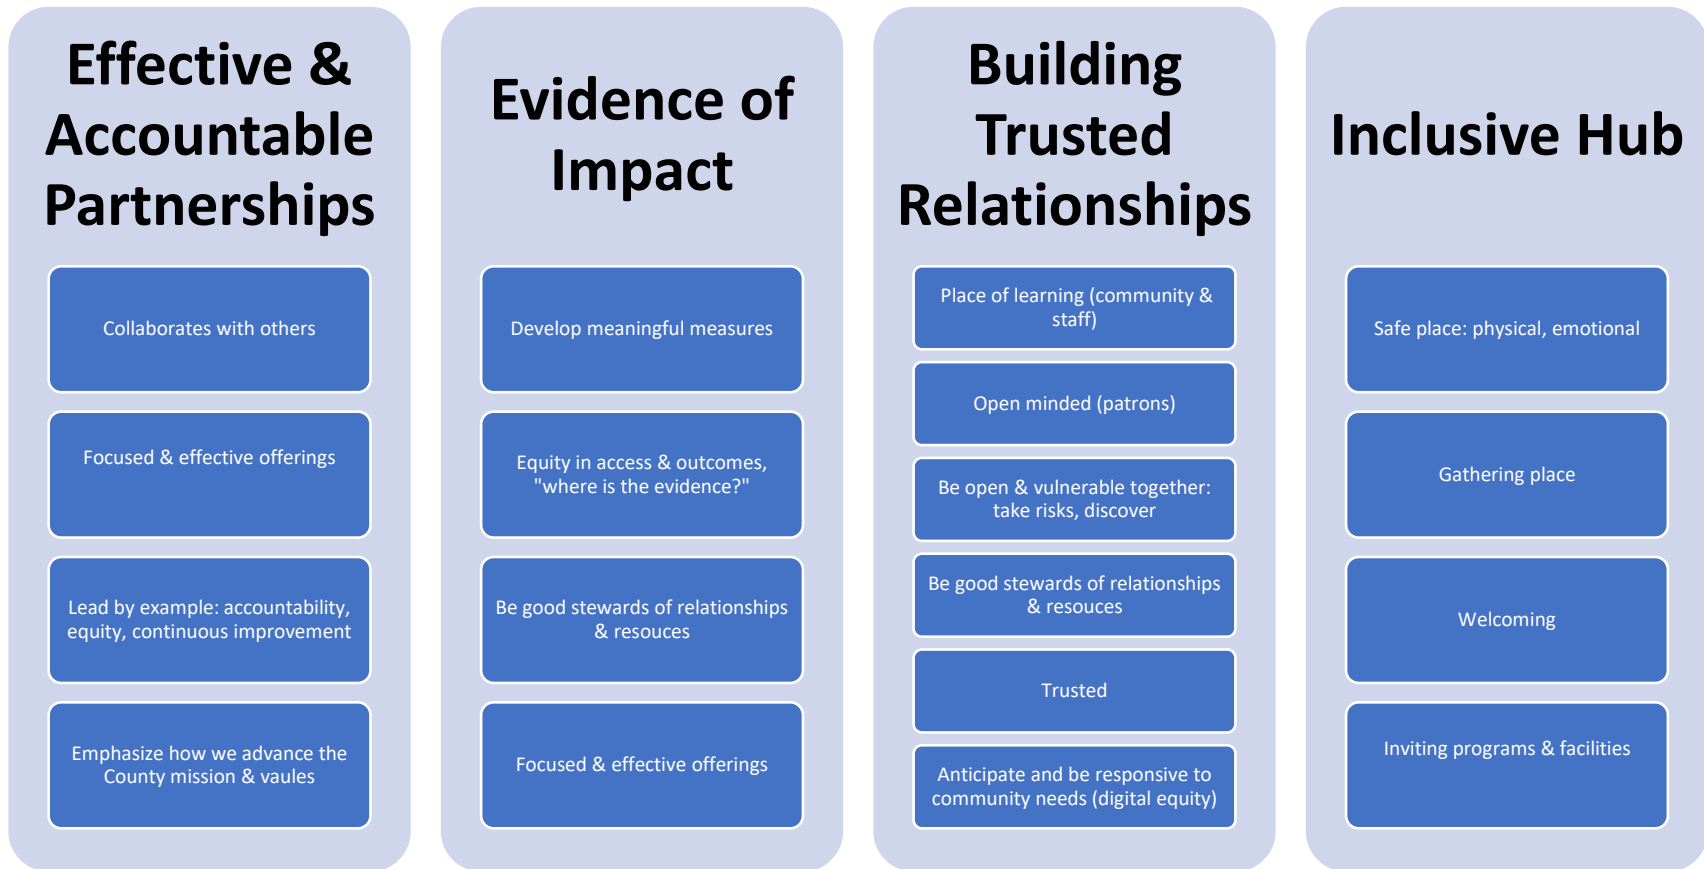 Effective &
Accountable
Partnerships
Collaborates with others
Focused & effective offerings
Lead by example: accountability,
equity, continuous improvement
Emphasize how we advance the
County mission & vaules
Evidence of
Impact
Develop meaningful measures
Equity in access & outcomes,
"where is the evidence?"
Be good stewards of relationships
& resouces
Focused & effective offerings
Building
Trusted
Relationships
Place of learning (community &
staff)
Open minded (patrons)
Be open & vulnerable together:
take risks, discover
Be good stewards of relationships
& resouces
Trusted
Anticipate and be responsive to
community needs (digital equity)
Inclusive Hub
Safe place: physical, emotional
Gathering place
Welcoming
Inviting programs & facilities